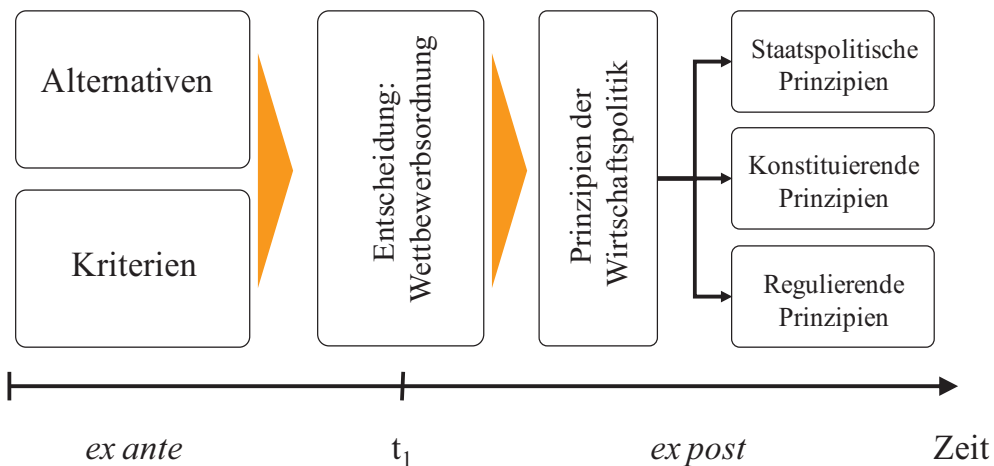 Alternativen
Kriterien
Entscheidung:
Wettbewerbsordnung
Prinzipien der
Wirtschaftspolitik
Staatspolitische
Prinzipien
Konstituierende
Prinzipien
Regulierende
Prinzipien
ex ante
t₁
ex post
Zeit